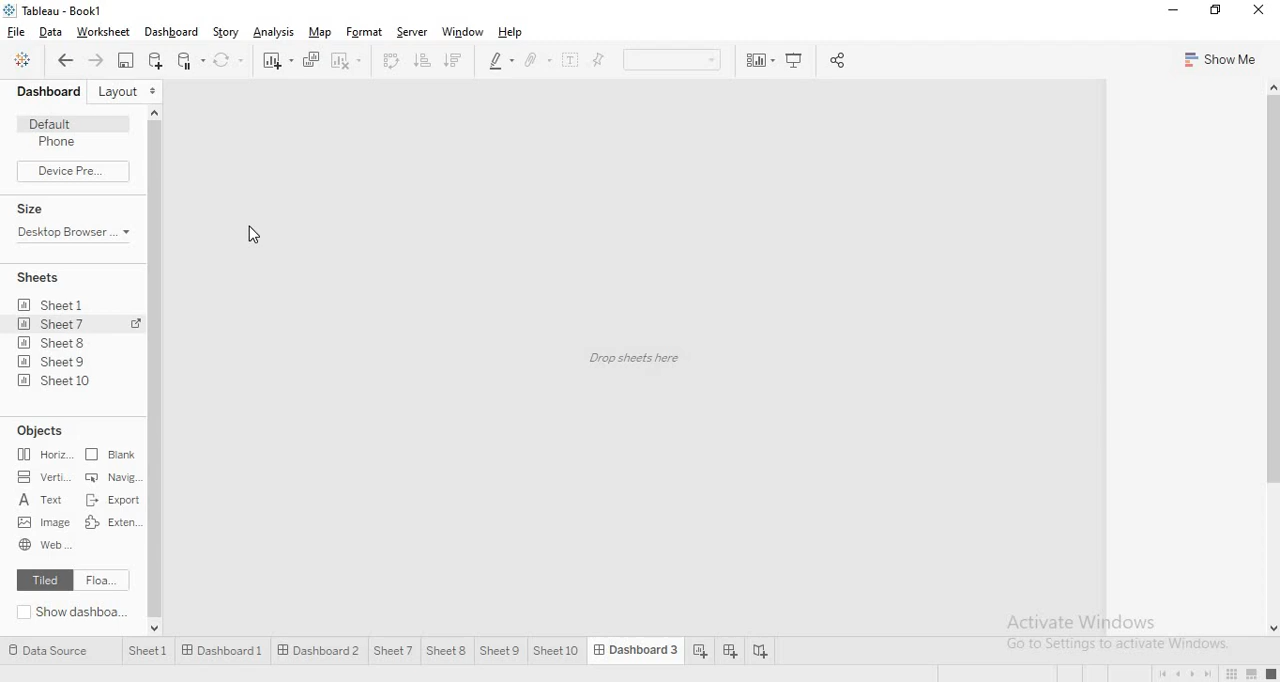 Tableau - Book1
File Data Worksheet Dashboard Story Analysis Map Format Server Window Help
Show Me
Dashboard Layout
Default
Phone
Device Pre...
Size
Desktop Browser ...
Sheets
Sheet 1
Sheet 7
Sheet 8
Sheet 9
Sheet 10
Drop sheets here
Objects
Horiz... Blank
Verti... Navig...
Text Export
Image Exten...
Web ...
Tiled Floa...
Show dashboa...
Activate Windows
Go to Settings to activate Windows.
Data Source Sheet 1 Dashboard 1 Dashboard 2 Sheet 7 Sheet 8 Sheet 9 Sheet 10 Dashboard 3